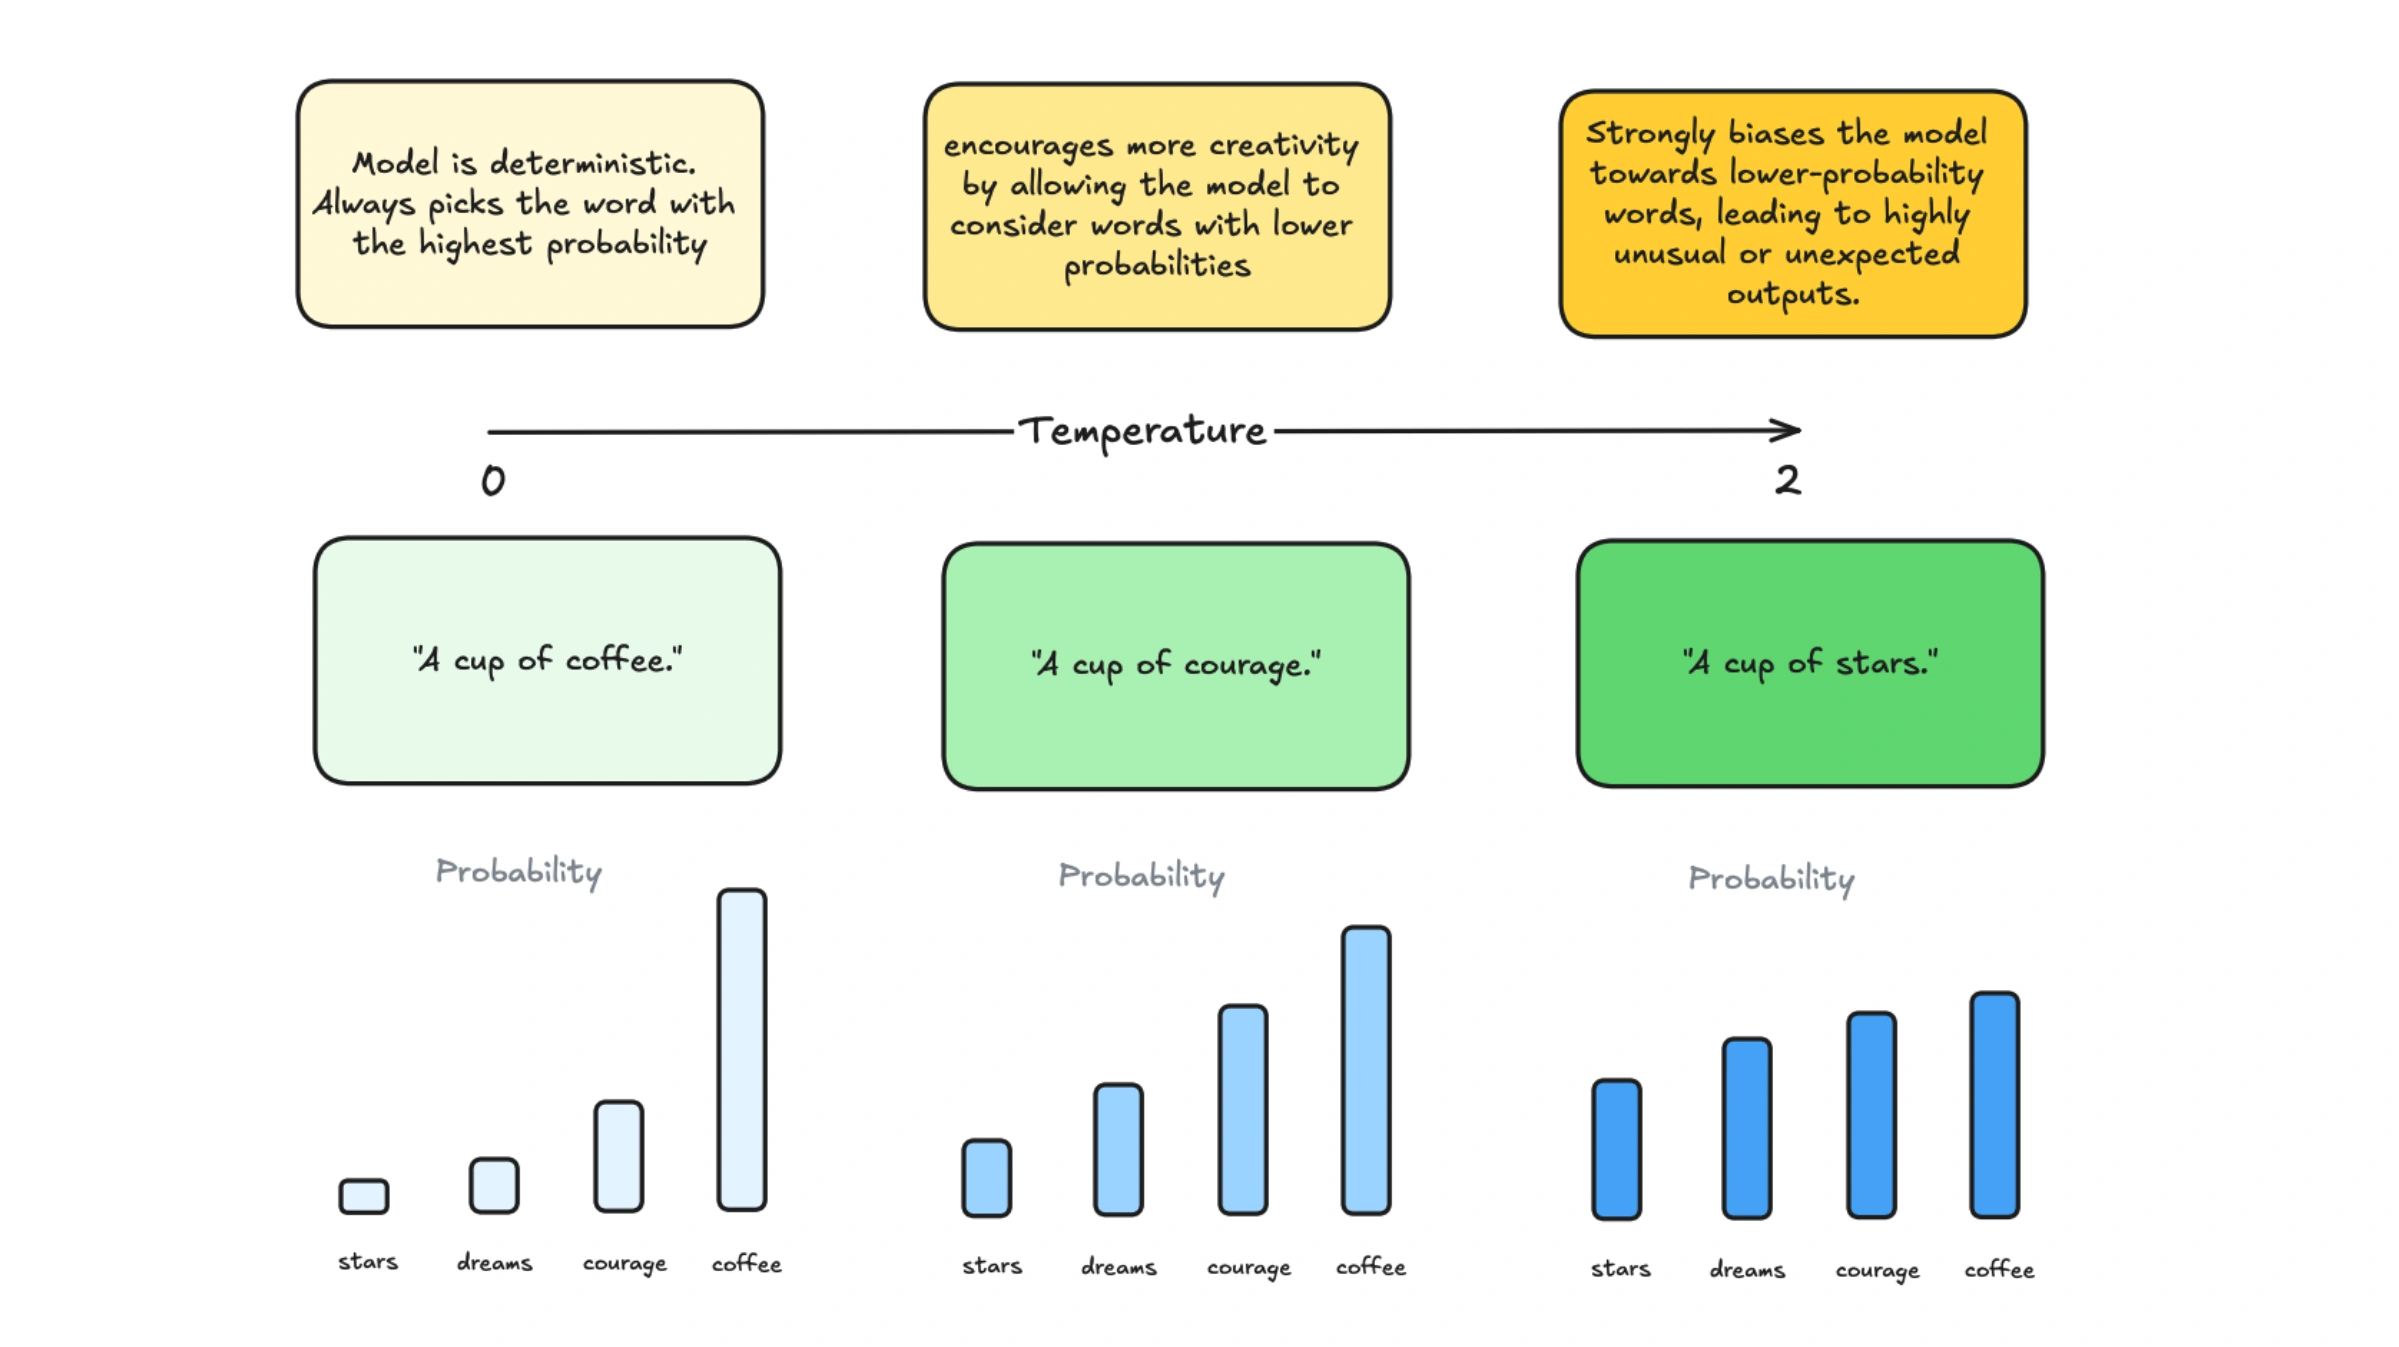 Model is deterministic.
Always picks the word with
the highest probability
encourages more creativity
by allowing the model to
consider words with lower
probabilities
Strongly biases the model
towards lower-probability
words, leading to highly
unusual or unexpected
outputs.
Temperature
0
2
"A cup of coffee."
"A cup of courage."
"A cup of stars."
Probability
stars dreams courage coffee
Probability
stars dreams courage coffee
Probability
stars dreams courage coffee